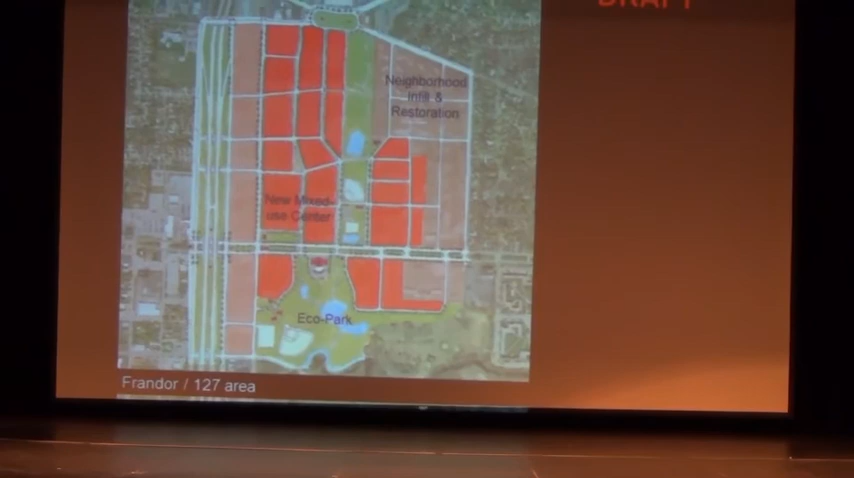 DRAFT
Neighborhood
Infill &
Restoration
New Mixed-
use Center
Eco-Park
Frandor / 127 area